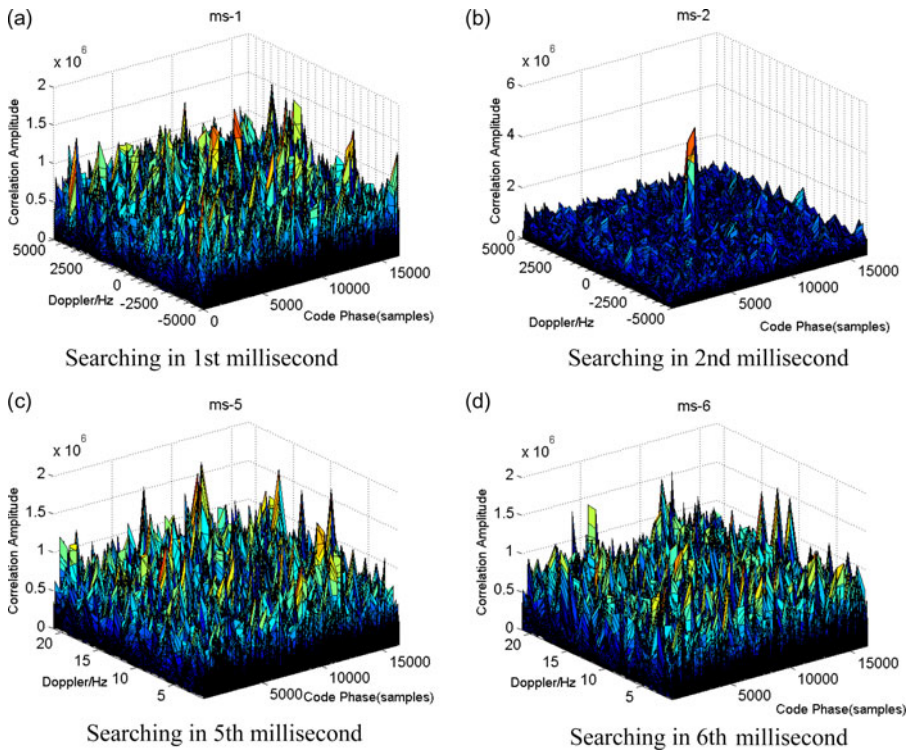 (a)
ms-1
x 10^6
2
1.5
1
0.5
0
Correlation Amplitude
5000
2500
0
-2500
-5000
Doppler/Hz
0
5000
10000
15000
Code Phase(samples)
Searching in 1st millisecond
(b)
ms-2
x 10^6
6
4
2
0
Correlation Amplitude
5000
2500
0
-2500
-5000
Doppler/Hz
0
5000
10000
15000
Code Phase(samples)
Searching in 2nd millisecond
(c)
ms-5
x 10^6
2
1.5
1
0.5
0
Correlation Amplitude
20
15
10
5
Doppler/Hz
5000
10000
15000
Code Phase(samples)
Searching in 5th millisecond
(d)
ms-6
x 10^6
2
1.5
1
0.5
0
Correlation Amplitude
20
15
10
5
Doppler/Hz
5000
10000
15000
Code Phase(samples)
Searching in 6th millisecond